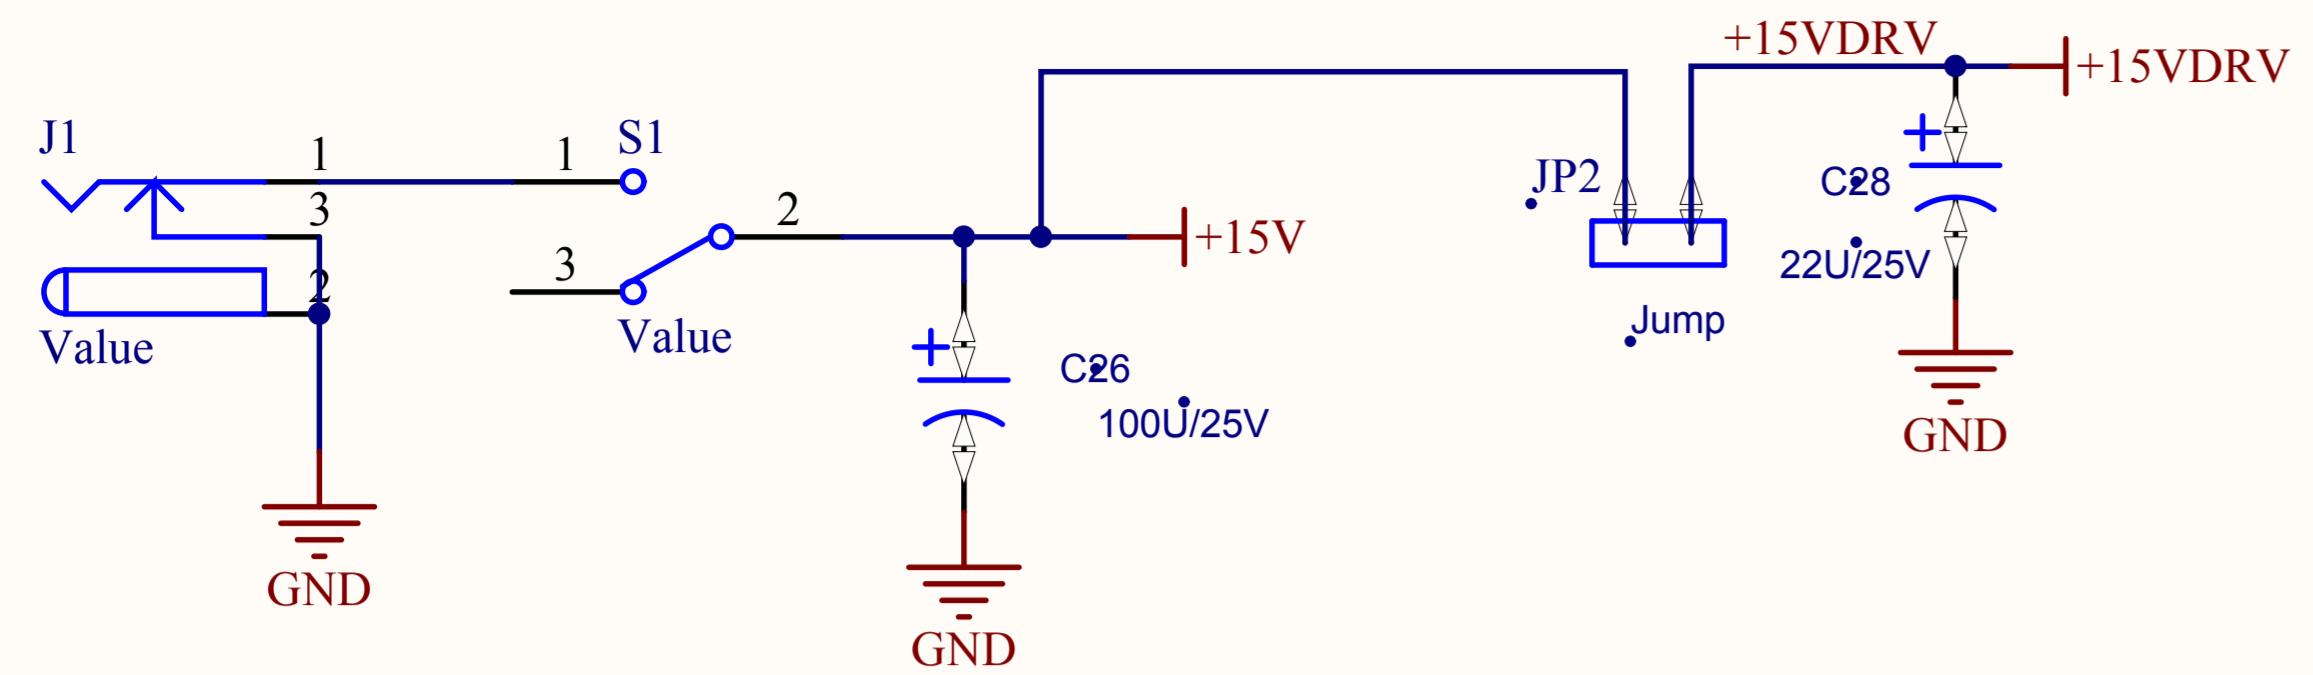 J1
1
3
2
Value
GND
1
S1
3
2
Value
+15V
C26
100U/25V
GND
JP2
Jump
+15VDRV
+15VDRV
C28
22U/25V
GND